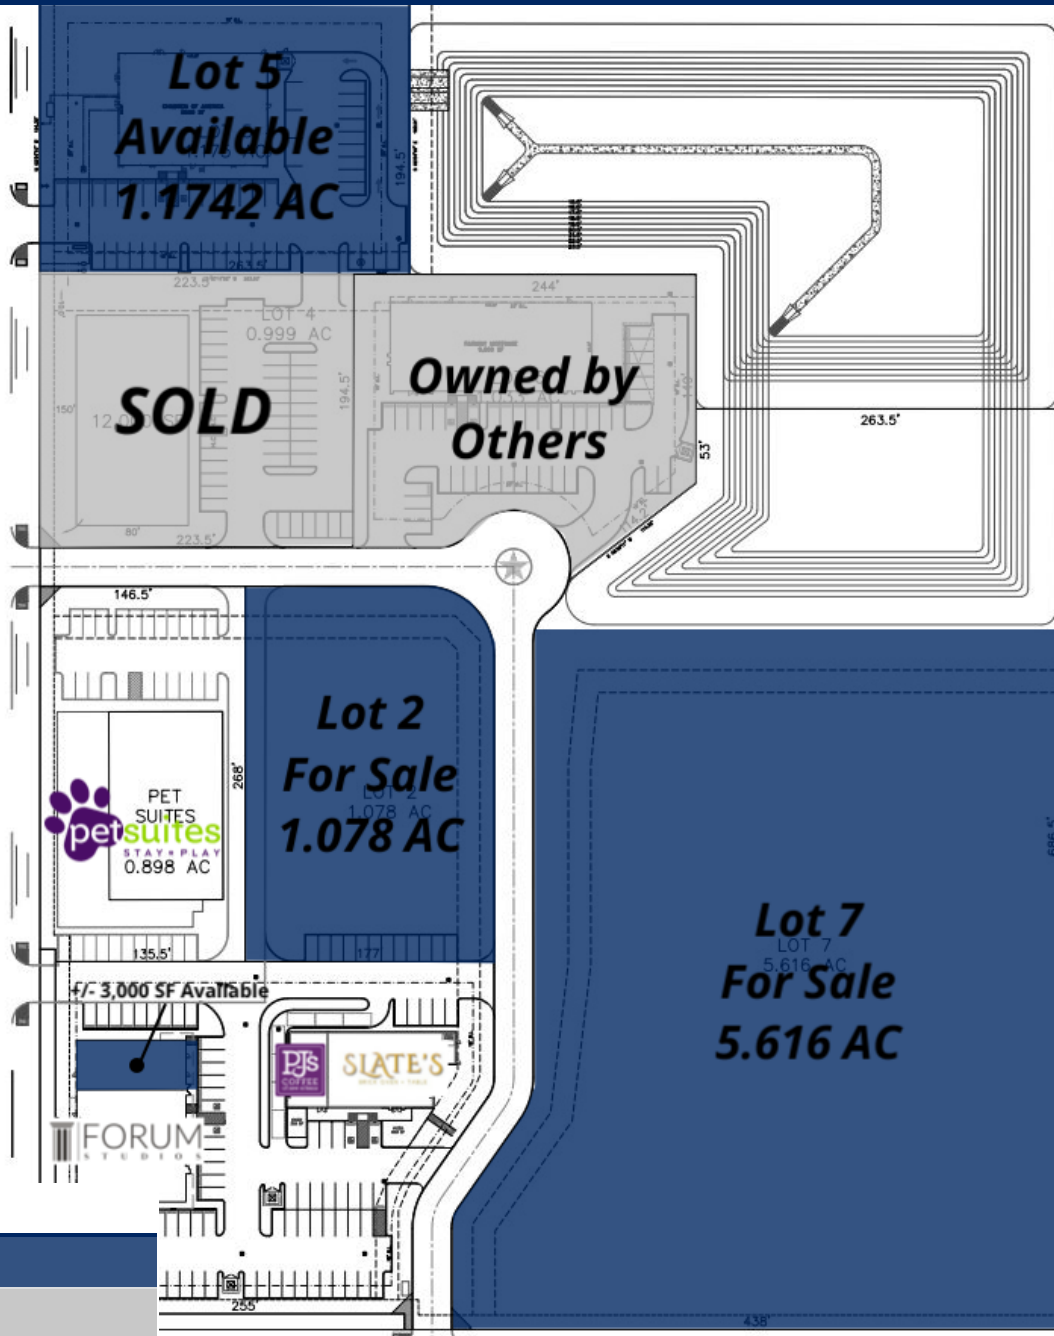 Lot 5
Available
1.1742 AC
194.5'
263.5'
223.5'
LOT 4
0.999 AC
244'
SOLD
150'
194.5'
80'
223.5'
Owned by
Others
53'
263.5'
146.5'
268'
PET
SUITES
petsuites
STAY • PLAY
0.898 AC
135.5'
Lot 2
For Sale
LOT 2
1.078 AC
1.078 AC
177'
Lot 7
LOT 7
5.616 AC
For Sale
5.616 AC
686.5'
+/- 3,000 SF Available
PJ's
COFFEE
SLATE'S
FORUM
STUDIOS
255'
438'